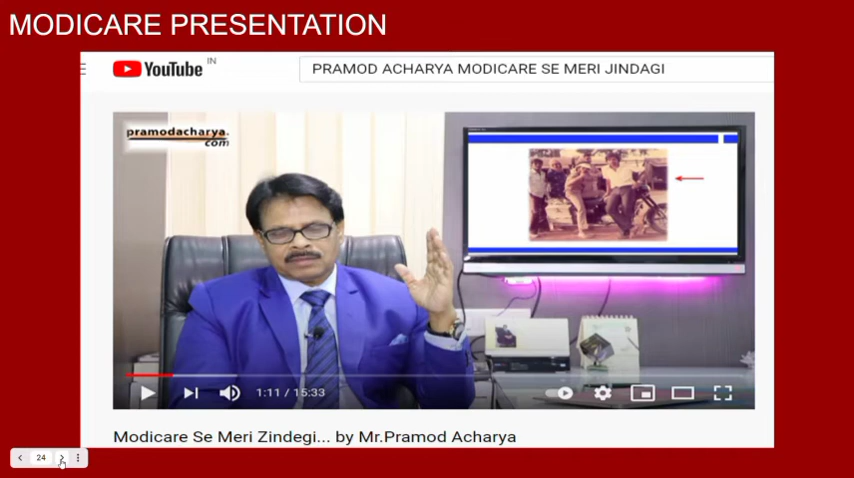 MODICARE PRESENTATION
YouTube IN
PRAMOD ACHARYA MODICARE SE MERI JINDAGI
pramodacharya.
com
1:11 / 15:33
Modicare Se Meri Zindegi... by Mr.Pramod Acharya
24